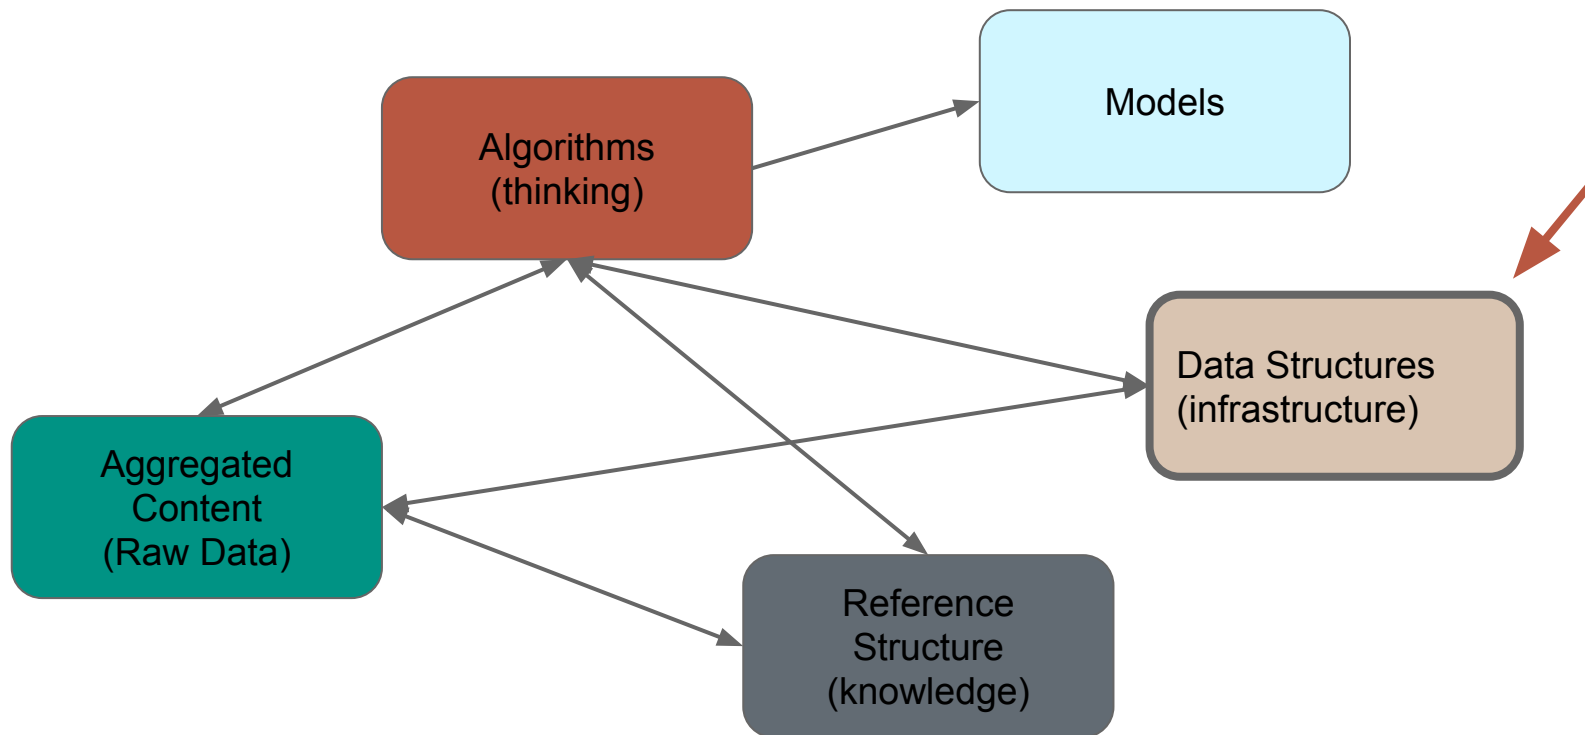 Models
Algorithms
(thinking)
Data Structures
(infrastructure)
Aggregated
Content
(Raw Data)
Reference
Structure
(knowledge)